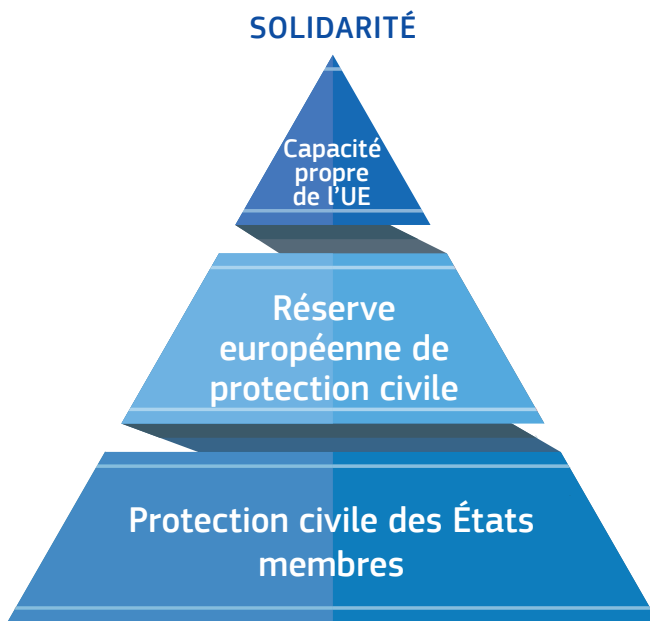 SOLIDARITÉ
Capacité
propre
de l’UE
Réserve
européenne de
protection civile
Protection civile des États
membres